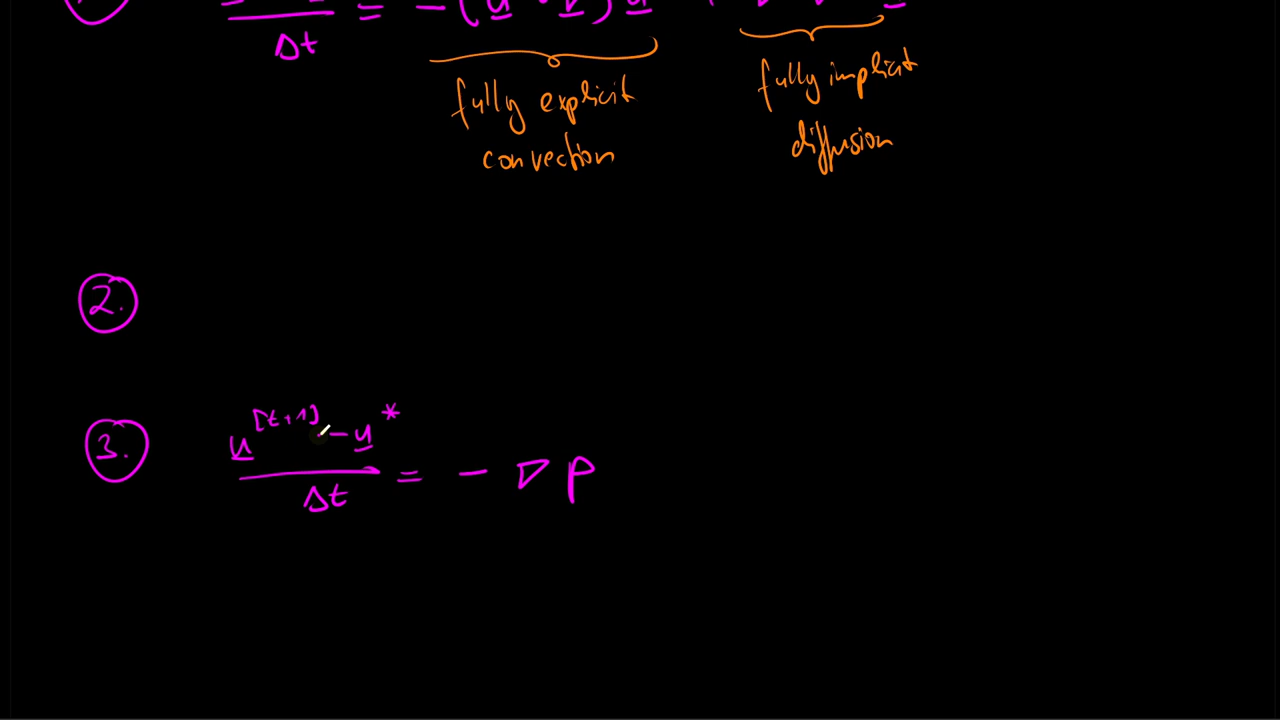 Δt = - (u · ∇) u
fully explicit
convection
fully implicit
diffusion
2.
3. u^[t+1] - u^* / Δt = - ∇ p